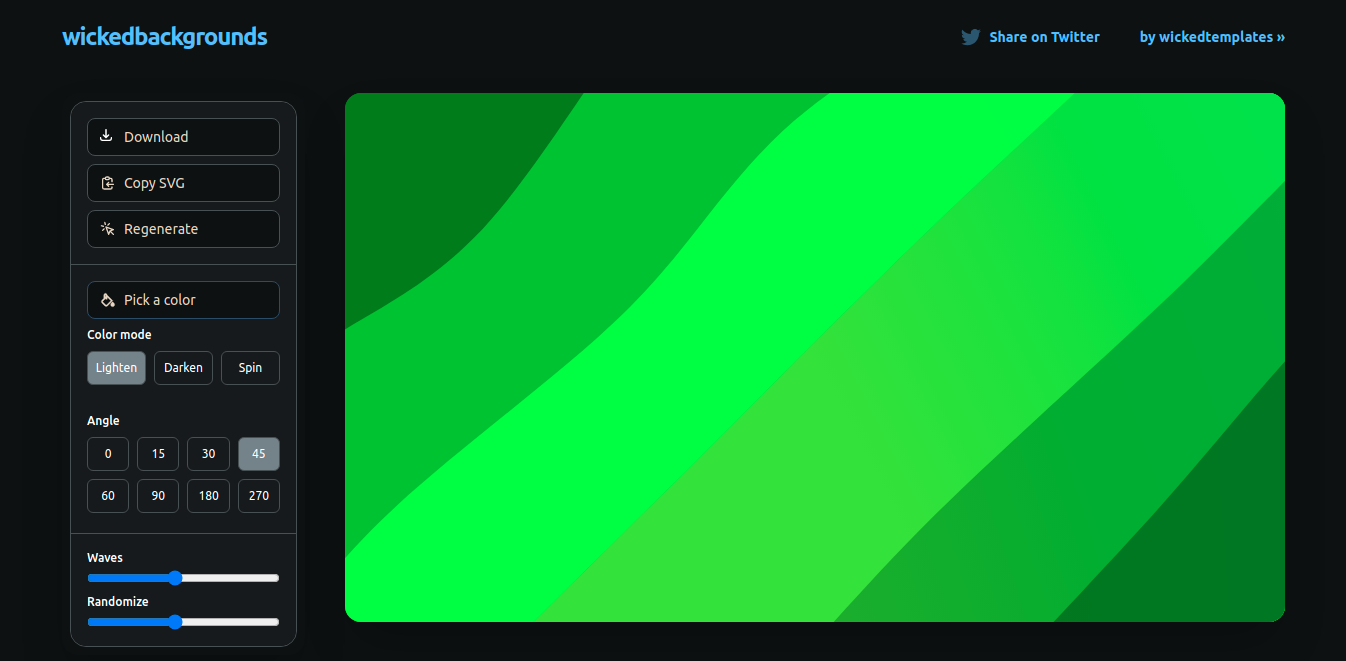 wickedbackgrounds
Share on Twitter
by wickedtemplates »
Download
Copy SVG
Regenerate
Pick a color
Color mode
Lighten Darken Spin
Angle
0 15 30 45
60 90 180 270
Waves
Randomize